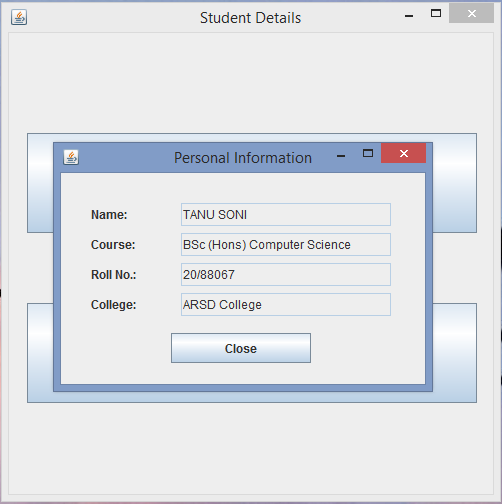 Student Details
Personal Information
Name: TANU SONI
Course: BSc (Hons) Computer Science
Roll No.: 20/88067
College: ARSD College
Close